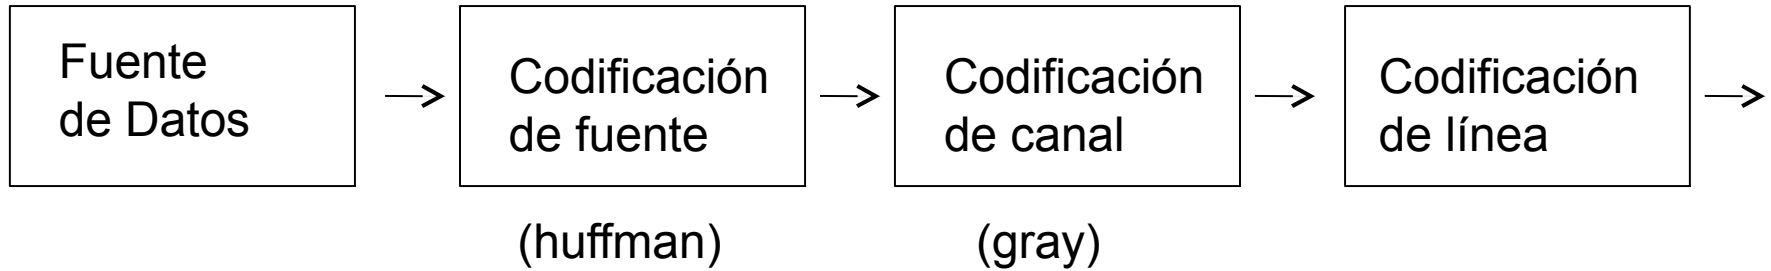 Fuente
de Datos
Codificación
de fuente
Codificación
de canal
Codificación
de línea
(huffman)
(gray)